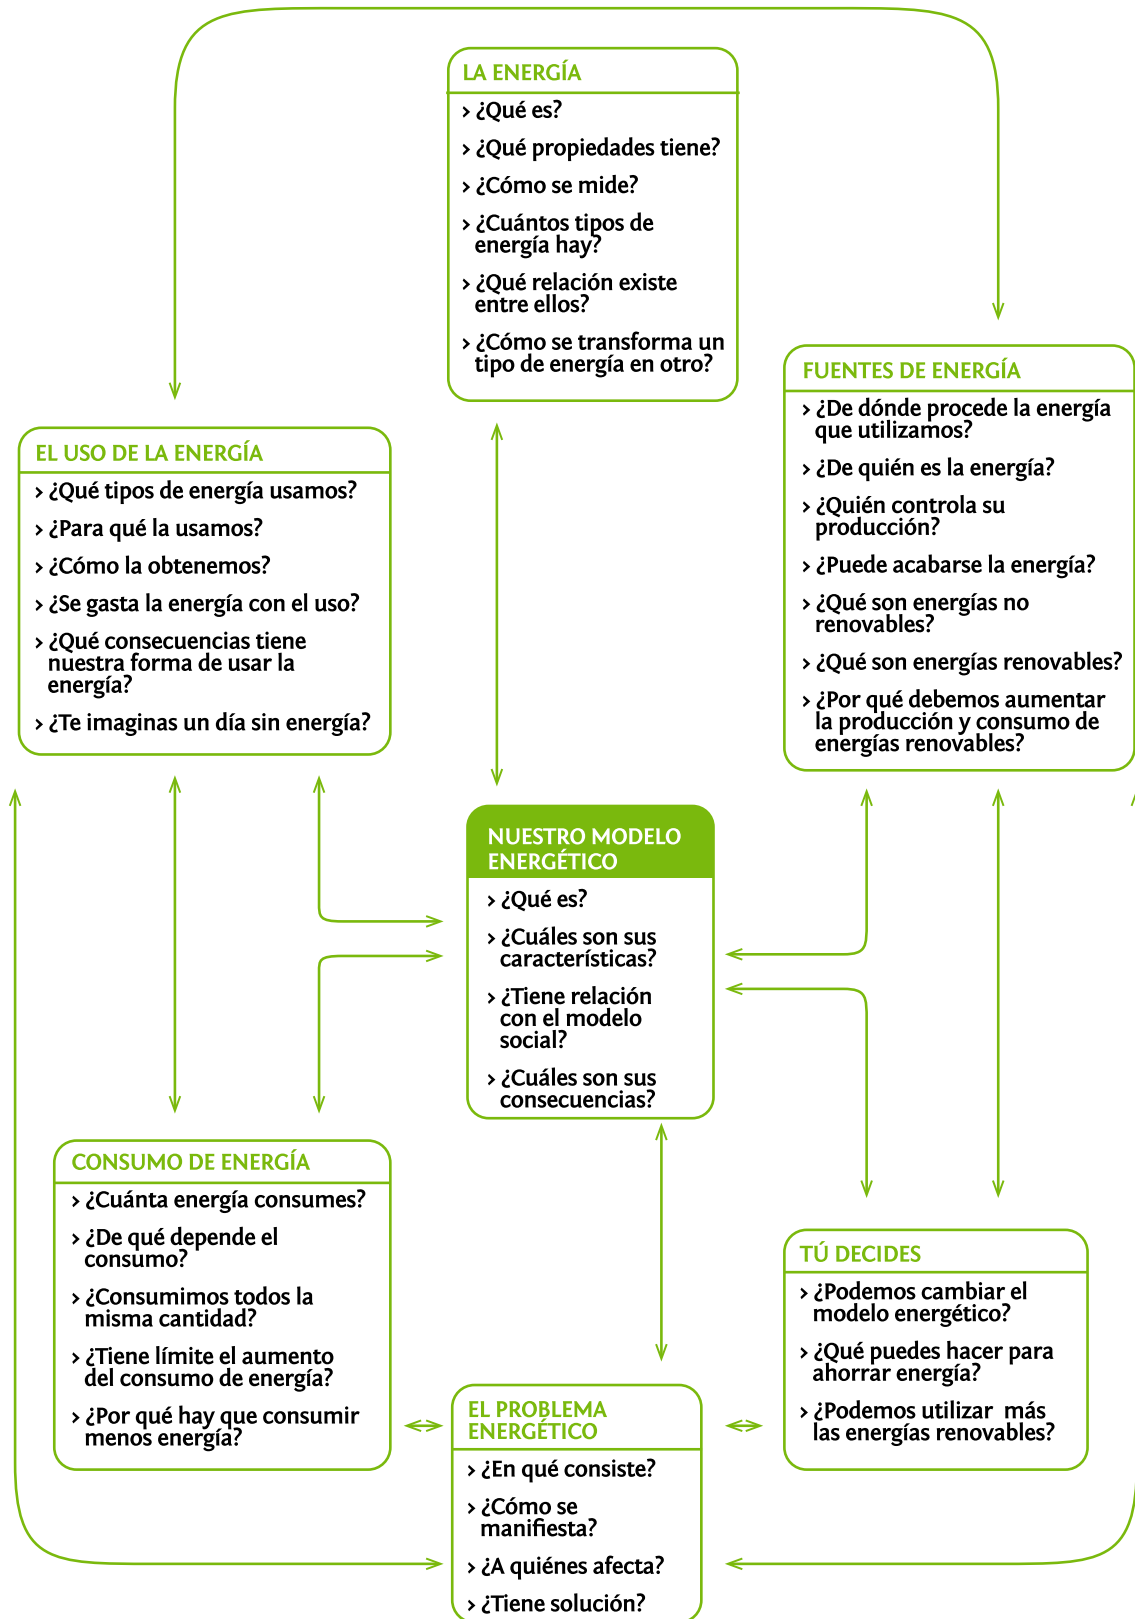 LA ENERGÍA
› ¿Qué es?
› ¿Qué propiedades tiene?
› ¿Cómo se mide?
› ¿Cuántos tipos de
energía hay?
› ¿Qué relación existe
entre ellos?
› ¿Cómo se transforma un
tipo de energía en otro?
FUENTES DE ENERGÍA
› ¿De dónde procede la energía
que utilizamos?
› ¿De quién es la energía?
› ¿Quién controla su
producción?
› ¿Puede acabarse la energía?
› ¿Qué son energías no
renovables?
› ¿Qué son energías renovables?
› ¿Por qué debemos aumentar
la producción y consumo de
energías renovables?
EL USO DE LA ENERGÍA
› ¿Qué tipos de energía usamos?
› ¿Para qué la usamos?
› ¿Cómo la obtenemos?
› ¿Se gasta la energía con el uso?
› ¿Qué consecuencias tiene
nuestra forma de usar la
energía?
› ¿Te imaginas un día sin energía?
NUESTRO MODELO
ENERGÉTICO
› ¿Qué es?
› ¿Cuáles son sus
características?
› ¿Tiene relación
con el modelo
social?
› ¿Cuáles son sus
consecuencias?
CONSUMO DE ENERGÍA
› ¿Cuánta energía consumes?
› ¿De qué depende el
consumo?
› ¿Consumimos todos la
misma cantidad?
› ¿Tiene límite el aumento
del consumo de energía?
› ¿Por qué hay que consumir
menos energía?
TÚ DECIDES
› ¿Podemos cambiar el
modelo energético?
› ¿Qué puedes hacer para
ahorrar energía?
› ¿Podemos utilizar más
las energías renovables?
EL PROBLEMA
ENERGÉTICO
› ¿En qué consiste?
› ¿Cómo se
manifiesta?
› ¿A quiénes afecta?
› ¿Tiene solución?